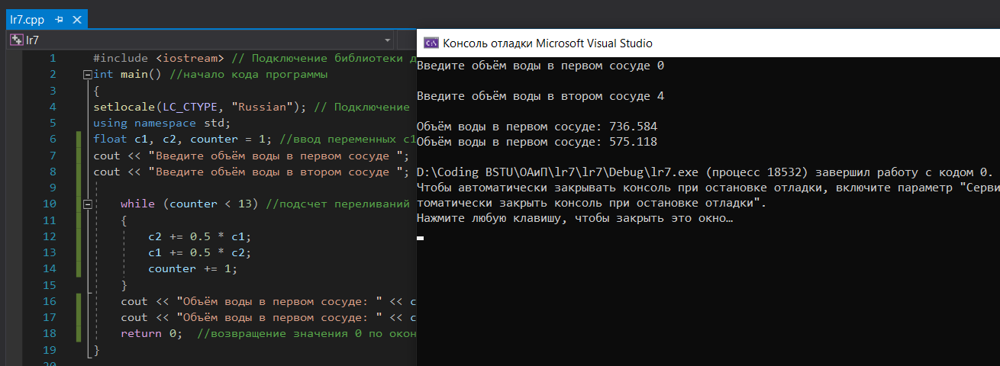 lr7.cpp
lr7
1 #include <iostream> // Подключение библиотеки д
2 int main() //начало кода программы
3 {
4 setlocale(LC_CTYPE, "Russian"); // Подключение
5 using namespace std;
6 float c1, c2, counter = 1; //ввод переменных c1
7 cout << "Введите объём воды в первом сосуде ";
8 cout << "Введите объём воды в втором сосуде ";
9
10 while (counter < 13) //подсчет переливаний
11 {
12 c2 += 0.5 * c1;
13 c1 += 0.5 * c2;
14 counter += 1;
15 }
16 cout << "Объём воды в первом сосуде: " << c
17 cout << "Объём воды в первом сосуде: " << c
18 return 0; //возвращение значения 0 по окон
19 }
20
Консоль отладки Microsoft Visual Studio
Введите объём воды в первом сосуде 0
Введите объём воды в втором сосуде 4
Объём воды в первом сосуде: 736.584
Объём воды в первом сосуде: 575.118
D:\Coding BSTU\ОАиП\lr7\lr7\Debug\lr7.exe (процесс 18532) завершил работу с кодом 0.
Чтобы автоматически закрывать консоль при остановке отладки, включите параметр "Серви
томатически закрыть консоль при остановке отладки".
Нажмите любую клавишу, чтобы закрыть это окно…